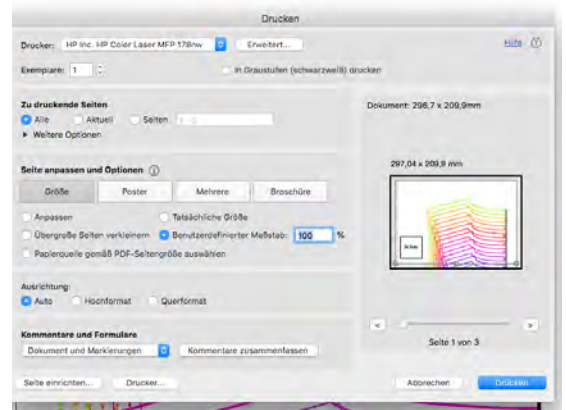 Drucken
Drucker: HP Inc. HP Color Laser MFP 178nw Erweitert... Hilfe
Exemplare: 1 In Graustufen (schwarzweiß) drucken
Zu druckende Seiten Dokument: 296,7 x 209,9mm
Alle Aktuell Seiten
Weitere Optionen
297,04 x 209,9 mm
Seite anpassen und Optionen
Größe Poster Mehrere Broschüre
Anpassen Tatsächliche Größe
Übergroße Seiten verkleinern Benutzerdefinierter Maßstab: 100 %
Papierquelle gemäß PDF-Seitengröße auswählen
Ausrichtung:
Auto Hochformat Querformat
< >
Kommentare und Formulare Seite 1 von 3
Dokument und Markierungen Kommentare zusammenfassen
Seite einrichten... Drucker... Abbrechen Drucken